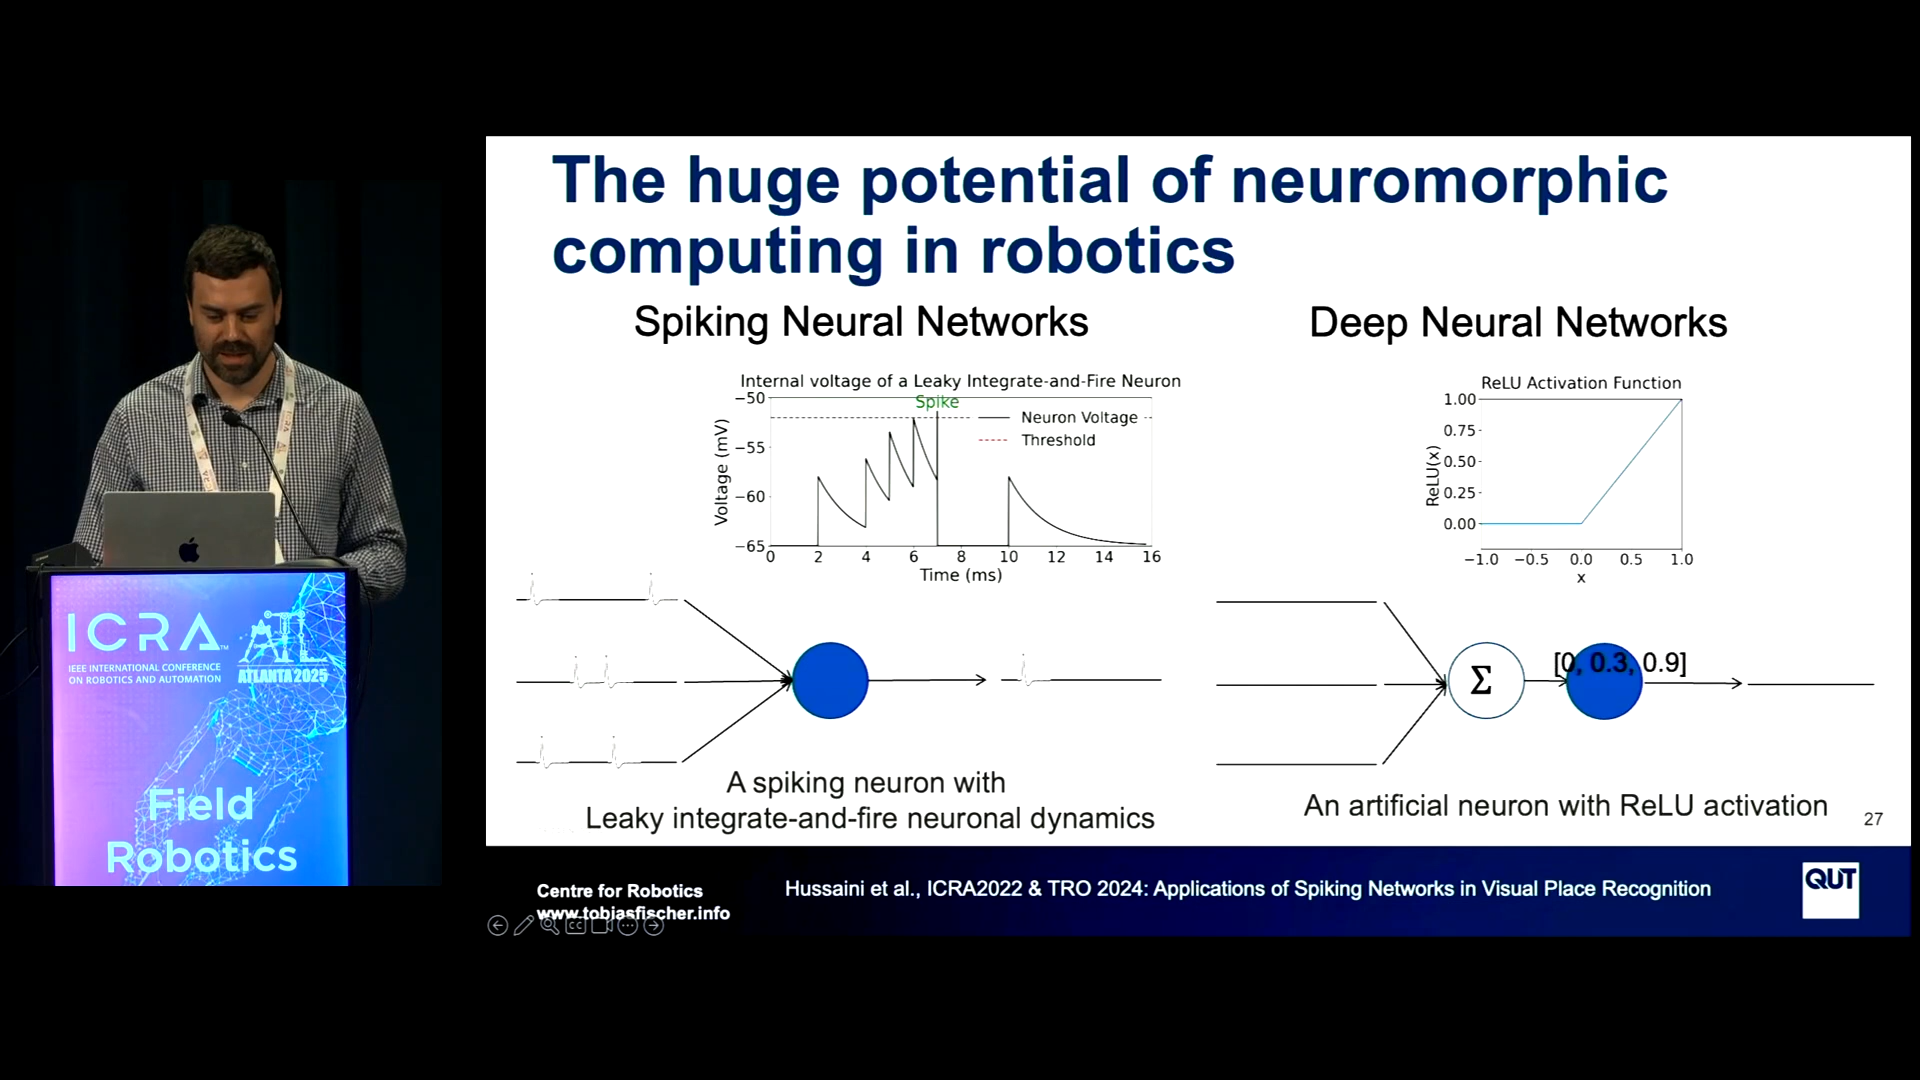 The huge potential of neuromorphic
computing in robotics
Spiking Neural Networks
Deep Neural Networks
Internal voltage of a Leaky Integrate-and-Fire Neuron
Spike
Neuron Voltage
Threshold
Voltage (mV)
−50
−55
−60
−65
0 2 4 6 8 10 12 14 16
Time (ms)
ReLU Activation Function
ReLU(x)
1.00
0.75
0.50
0.25
0.00
−1.0 −0.5 0.0 0.5 1.0
x
Σ
[0, 0.3, 0.9]
A spiking neuron with
Leaky integrate-and-fire neuronal dynamics
An artificial neuron with ReLU activation
27
Centre for Robotics
www.tobiasfischer.info
Hussaini et al., ICRA2022 & TRO 2024: Applications of Spiking Networks in Visual Place Recognition
QUT
CC
ICRA™
IEEE INTERNATIONAL CONFERENCE
ON ROBOTICS AND AUTOMATION
ATL
ATLANTA 2025
Field
Robotics